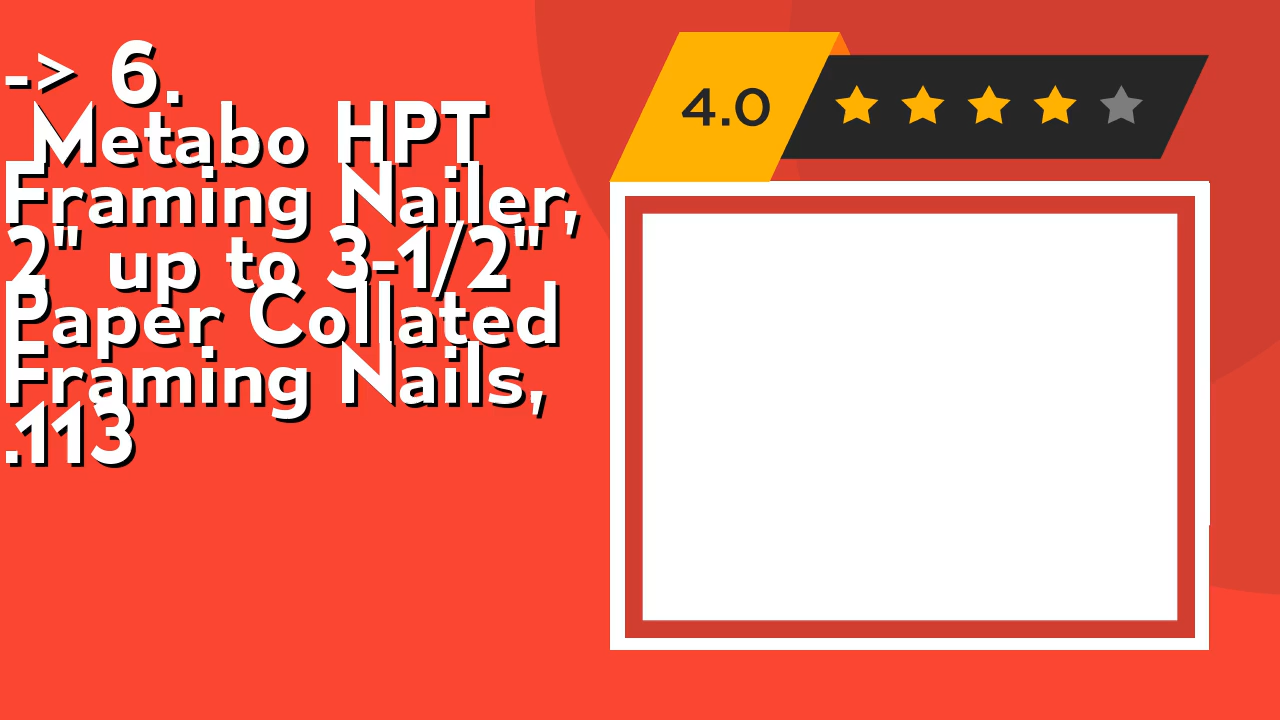 -> 6.
Metabo HPT
Framing Nailer,
2" up to 3-1/2"
Paper Collated
Framing Nails,
.113
4.0